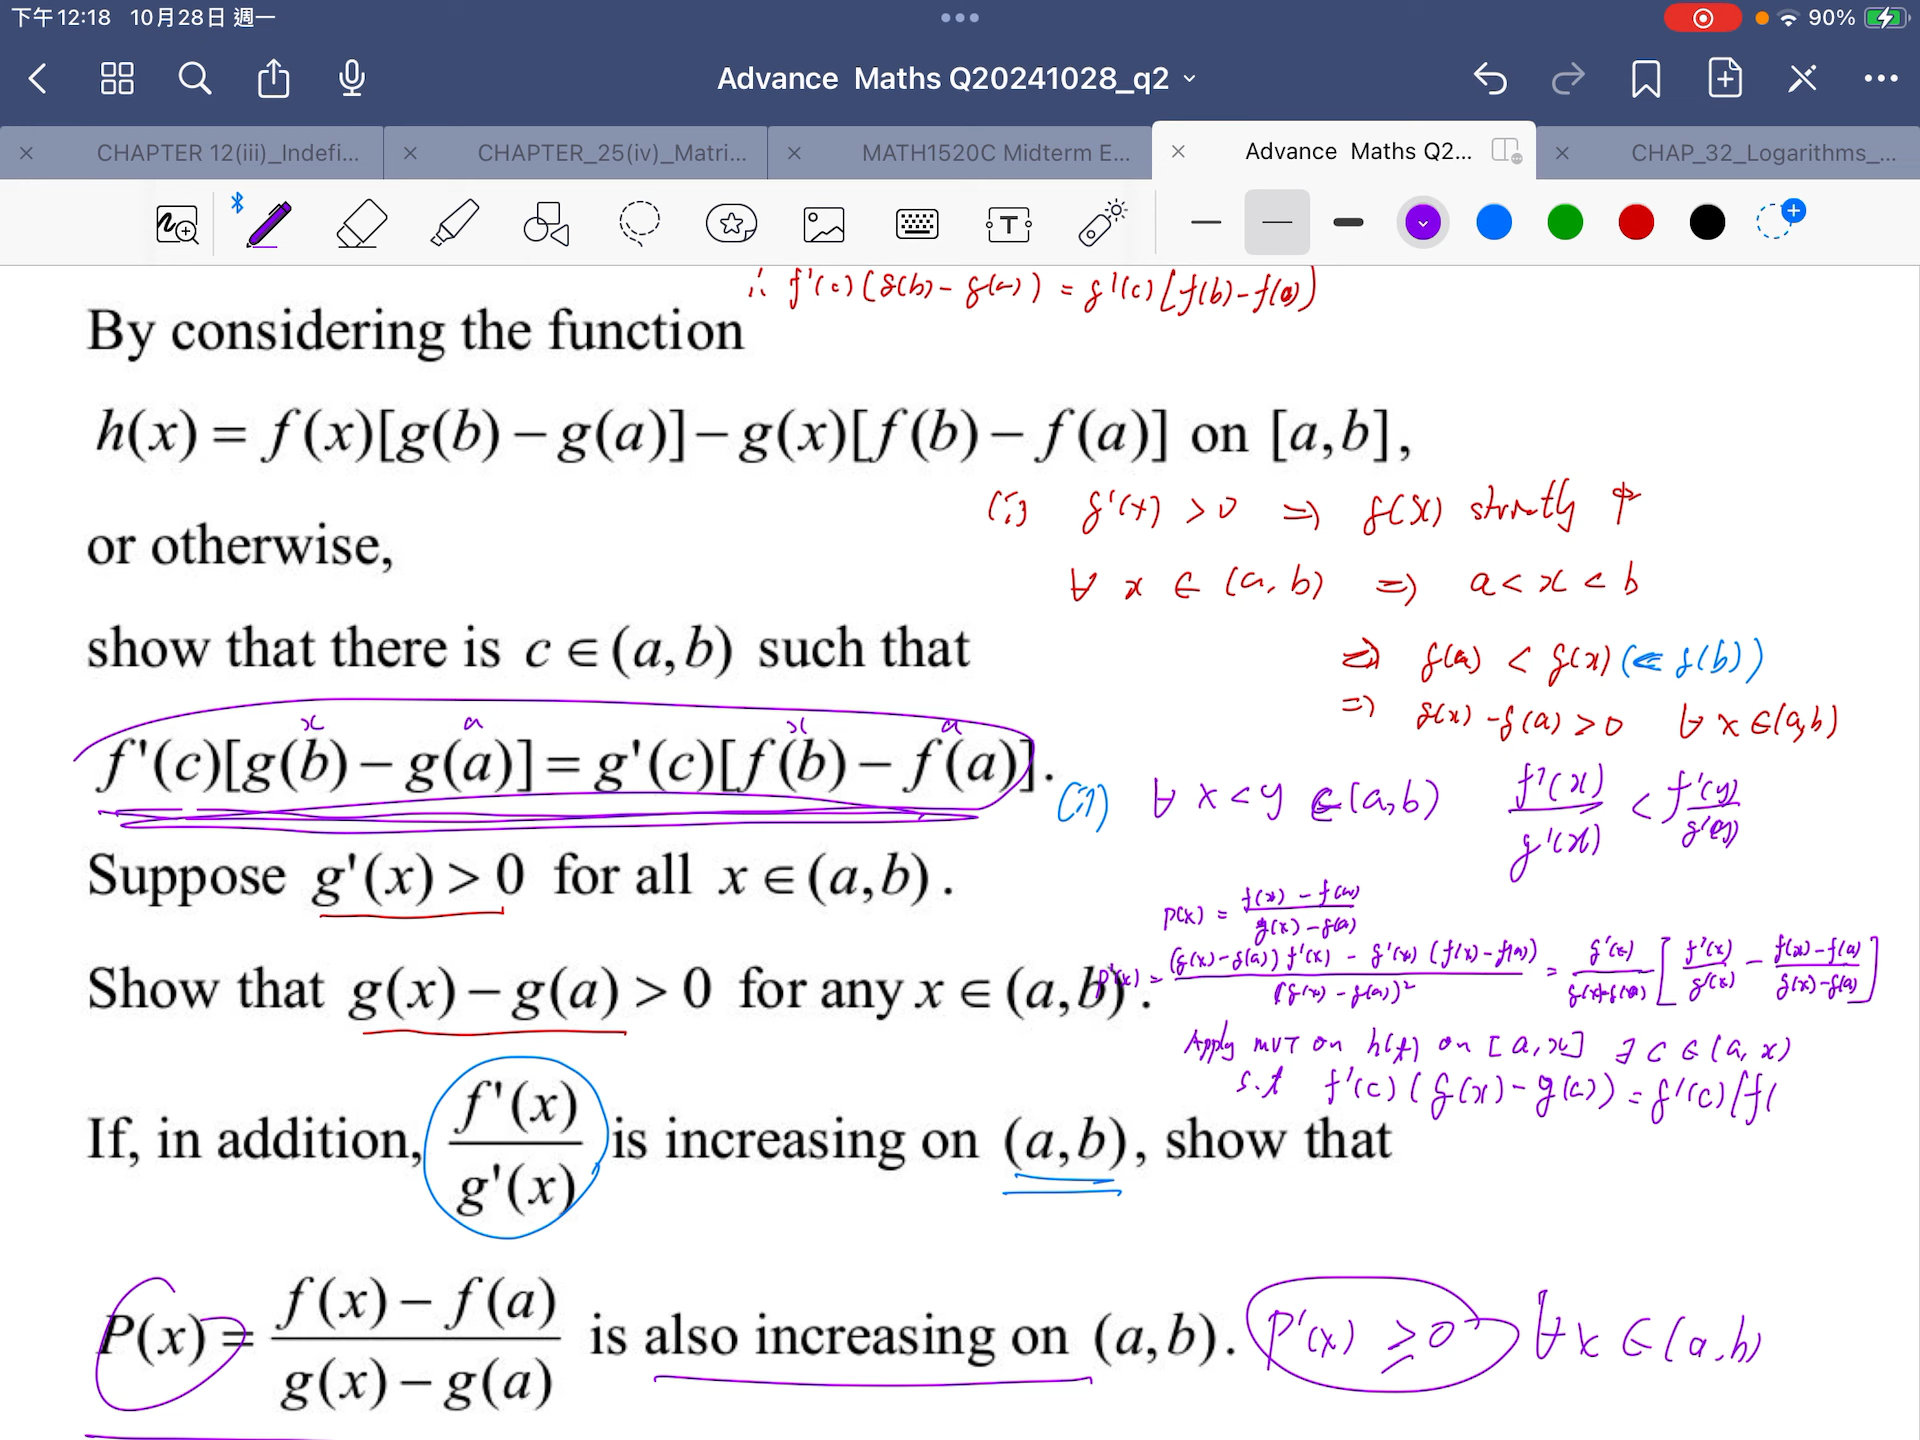 下午12:18 10月28日 週一
90%
Advance Maths Q20241028_q2
CHAPTER 12(iii)_Indefi...
CHAPTER_25(iv)_Matri...
MATH1520C Midterm E...
Advance Maths Q2...
CHAP_32_Logarithms_...
∴ f'(c)(g(b)-g(a)) = g'(c)[f(b)-f(a)]
By considering the function
h(x) = f(x)[g(b) – g(a)] – g(x)[f(b) – f(a)] on [a,b],
or otherwise,
show that there is c ∈ (a,b) such that
x a x a
f'(c)[g(b) – g(a)] = g'(c)[f(b) – f(a)].
Suppose g'(x) > 0 for all x ∈ (a,b).
Show that g(x) – g(a) > 0 for any x ∈ (a,b).
If, in addition, f'(x)/g'(x) is increasing on (a,b), show that
P(x) = (f(x) – f(a))/(g(x) – g(a)) is also increasing on (a,b).
(ii) g'(x) > 0 ⇒ g(x) strictly ↑
∀ x ∈ (a, b) ⇒ a < x < b
⇒ g(a) < g(x) (< g(b))
⇒ g(x) - g(a) > 0 ∀ x ∈ (a,b)
∀ x < y ∈ (a,b) f'(x)/g'(x) < f'(y)/g'(y)
P(x) = (f(x) - f(a))/(g(x) - g(a))
P'(x) = ((g(x)-g(a)) f'(x) - g'(x) (f(x)-f(a)))/(g(x) - g(a))² = g'(x)/(g(x)-g(a)) [f'(x)/g'(x) - (f(x)-f(a))/(g(x)-g(a))]
Apply MVT on h(t) on [a,x] ∃ c ∈ (a, x)
s.t f'(c) (g(x) - g(a)) = g'(c)[f(
P'(x) ≥ 0 ∀ x ∈ (a,b)